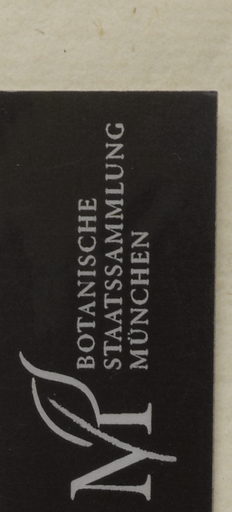 BOTANISCHE
STAATSSAMMLUNG
MÜNCHEN
M